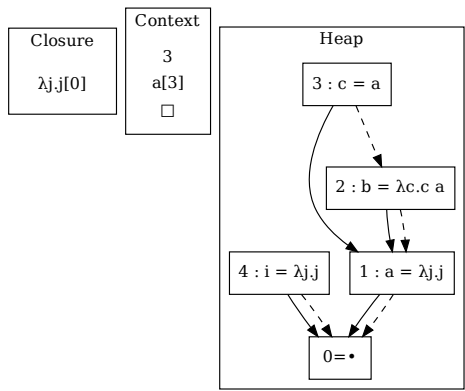 Closure
λj.j[0]
Context
3
a[3]
□
Heap
3 : c = a
2 : b = λc.c a
4 : i = λj.j
1 : a = λj.j
0=•